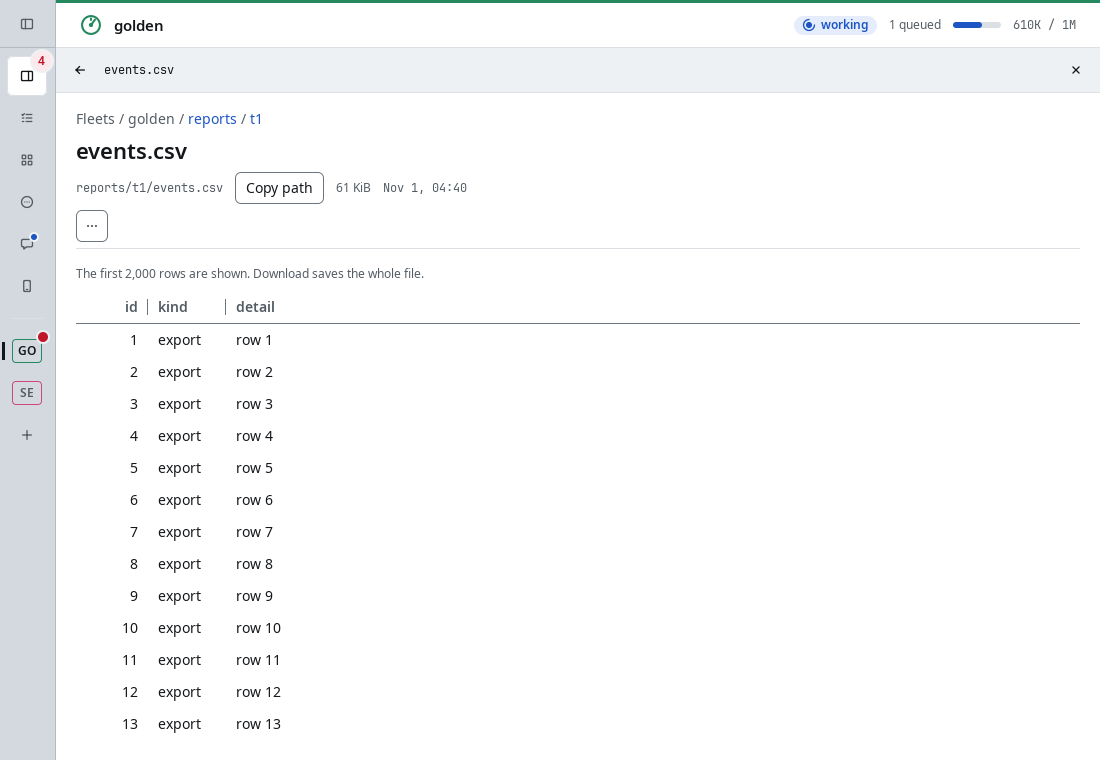 golden
working
1 queued
610K / 1M
4
events.csv
Fleets / golden / reports / t1
events.csv
reports/t1/events.csv
Copy path
61 KiB
Nov 1, 04:40
...
The first 2,000 rows are shown. Download saves the whole file.
id kind detail
1 export row 1
2 export row 2
3 export row 3
4 export row 4
5 export row 5
6 export row 6
7 export row 7
8 export row 8
9 export row 9
10 export row 10
11 export row 11
12 export row 12
13 export row 13
GO
SE